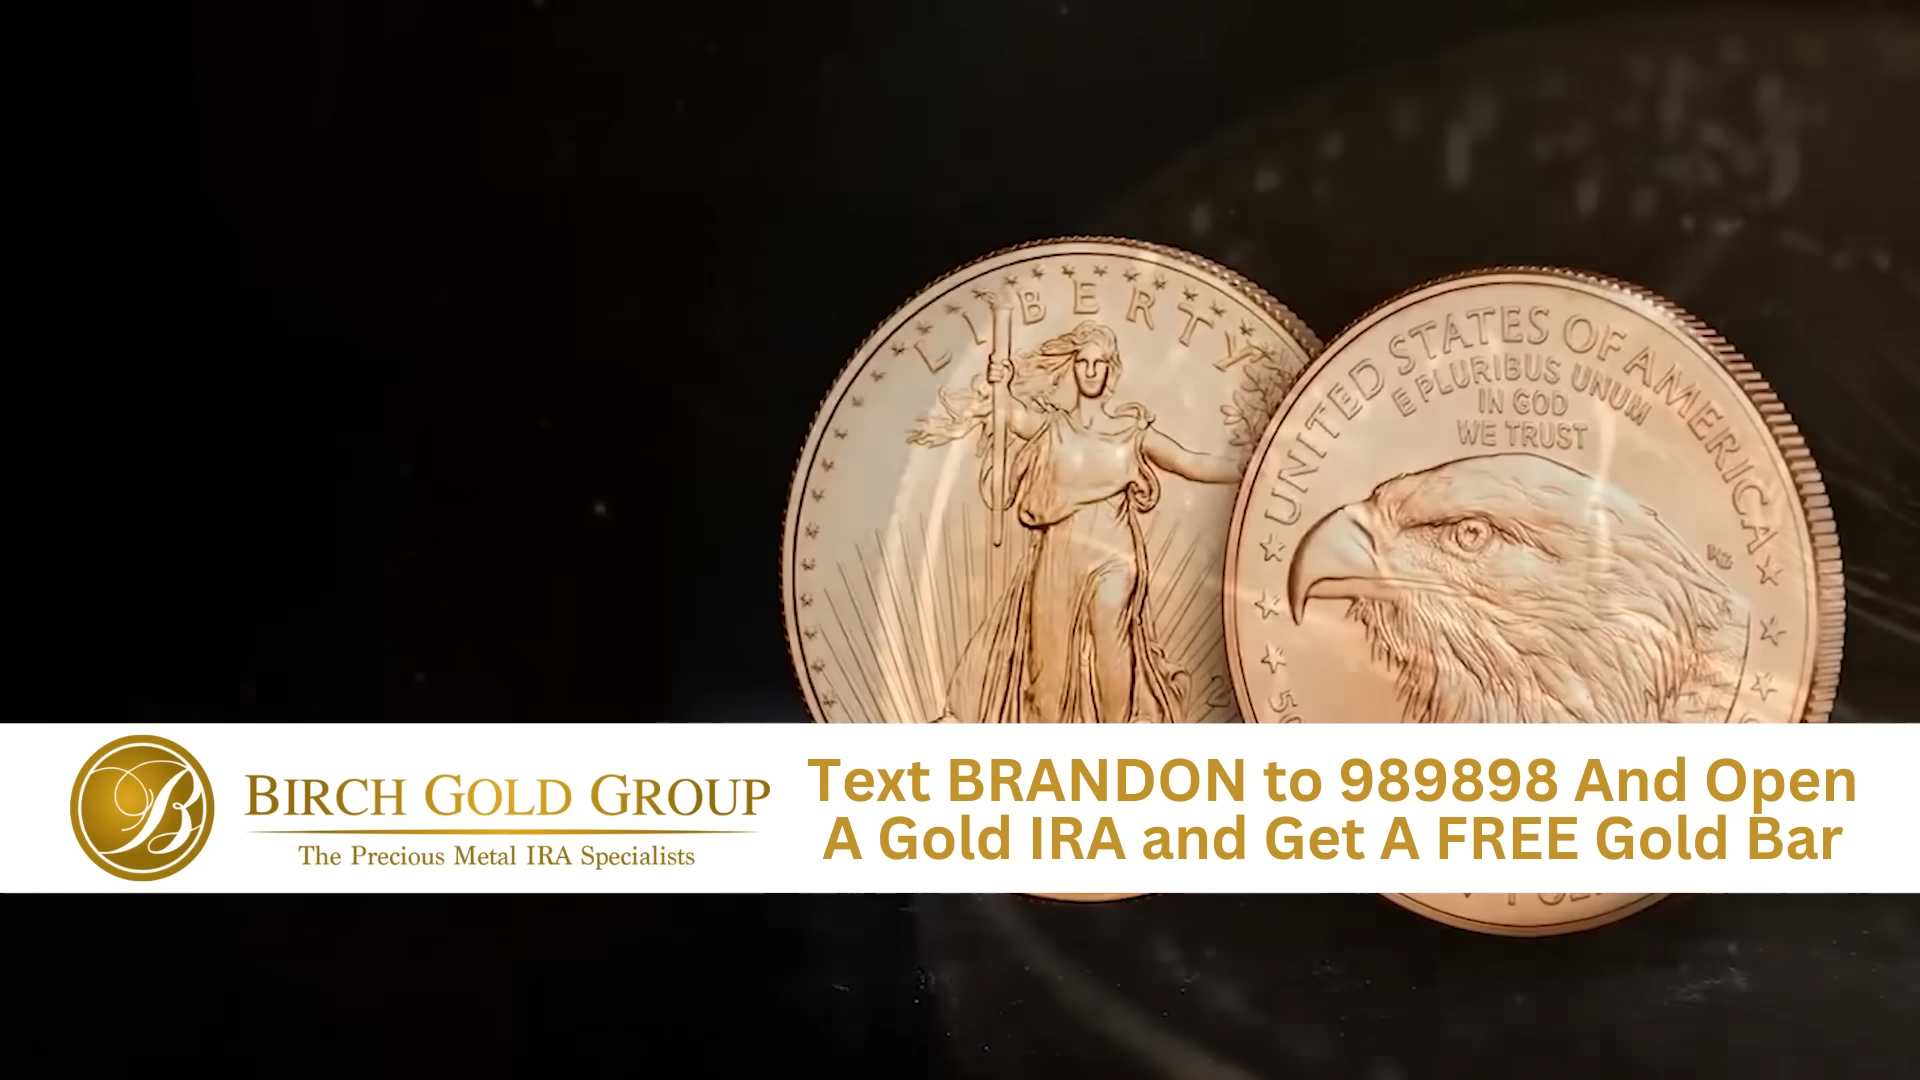 LIBERTY
UNITED STATES OF AMERICA
E PLURIBUS UNUM
IN GOD
WE TRUST
BIRCH GOLD GROUP
The Precious Metal IRA Specialists
Text BRANDON to 989898 And Open
A Gold IRA and Get A FREE Gold Bar